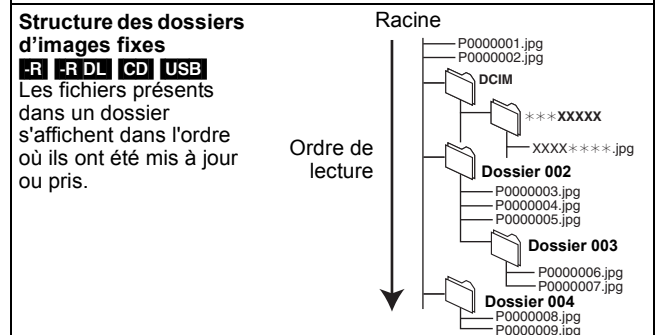 Structure des dossiers
d'images fixes
-R -R DL CD USB
Les fichiers présents
dans un dossier
s'affichent dans l'ordre
où ils ont été mis à jour
ou pris.
Racine
P0000001.jpg
P0000002.jpg
DCIM
***XXXXX
XXXX****.jpg
Ordre de
lecture
Dossier 002
P0000003.jpg
P0000004.jpg
P0000005.jpg
Dossier 003
P0000006.jpg
P0000007.jpg
Dossier 004
P0000008.jpg
P0000009.jpg